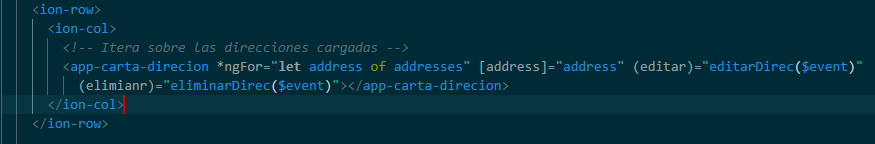 <ion-row>
<ion-col>
<!-- Itera sobre las direcciones cargadas -->
<app-carta-direcion *ngFor="let address of addresses" [address]="address" (editar)="editarDirec($event)"
(elimianr)="eliminarDirec($event)"></app-carta-direcion>
</ion-col>
</ion-row>